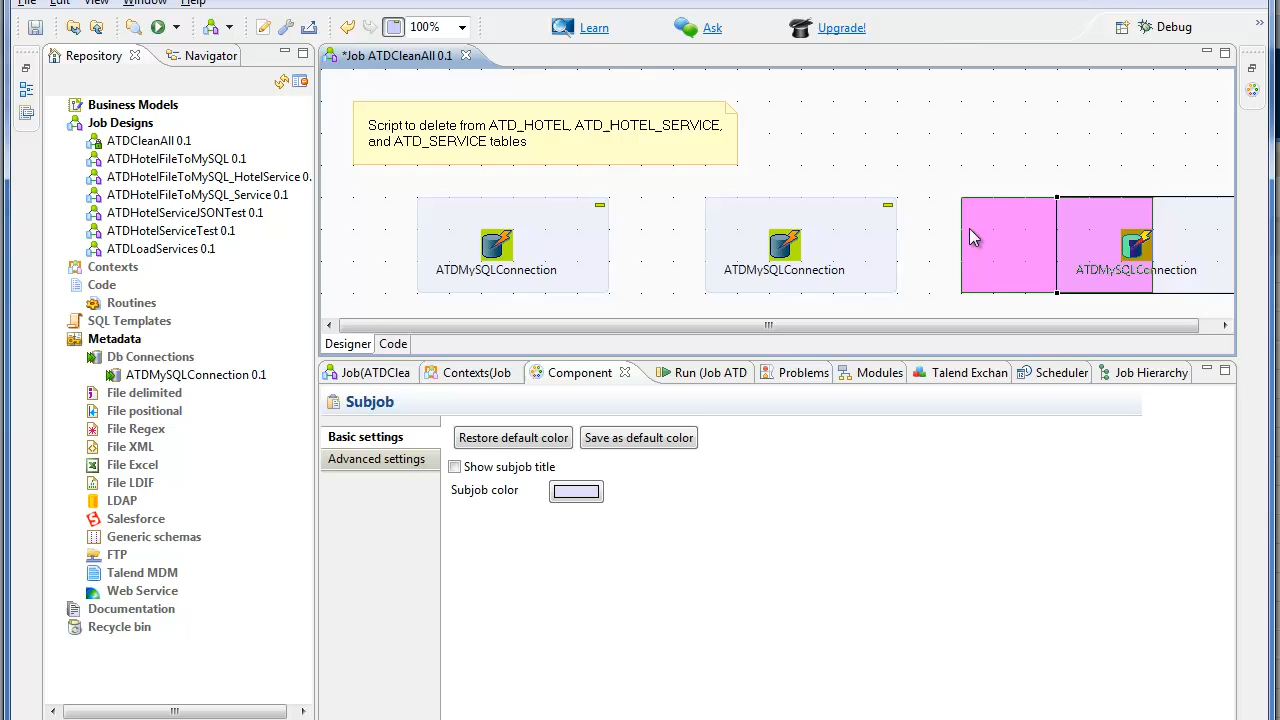 File Edit View Window Help
100% Learn Ask Upgrade! Debug »
Repository Navigator
*Job ATDCleanAll 0.1
Business Models
Job Designs
ATDCleanAll 0.1
ATDHotelFileToMySQL 0.1
ATDHotelFileToMySQL_HotelService 0.
ATDHotelFileToMySQL_Service 0.1
ATDHotelServiceJSONTest 0.1
ATDHotelServiceTest 0.1
ATDLoadServices 0.1
Contexts
Code
Routines
SQL Templates
Metadata
Db Connections
ATDMySQLConnection 0.1
File delimited
File positional
File Regex
File XML
File Excel
File LDIF
LDAP
Salesforce
Generic schemas
FTP
Talend MDM
Web Service
Documentation
Recycle bin
Script to delete from ATD_HOTEL, ATD_HOTEL_SERVICE,
and ATD_SERVICE tables
ATDMySQLConnection ATDMySQLConnection ATDMySQLConnection
Designer Code
Job(ATDClea Contexts(Job Component Run (Job ATD Problems Modules Talend Exchan Scheduler Job Hierarchy
Subjob
Basic settings
Advanced settings
Restore default color Save as default color
Show subjob title
Subjob color